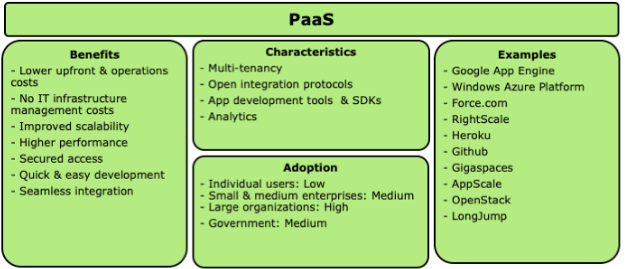 PaaS
Benefits
- Lower upfront & operations
costs
- No IT infrastructure
management costs
- Improved scalability
- Higher performance
- Secured access
- Quick & easy development
- Seamless integration
Characteristics
- Multi-tenancy
- Open integration protocols
- App development tools & SDKs
- Analytics
Adoption
- Individual users: Low
- Small & medium enterprises: Medium
- Large organizations: High
- Government: Medium
Examples
- Google App Engine
- Windows Azure Platform
- Force.com
- RightScale
- Heroku
- Github
- Gigaspaces
- AppScale
- OpenStack
- LongJump